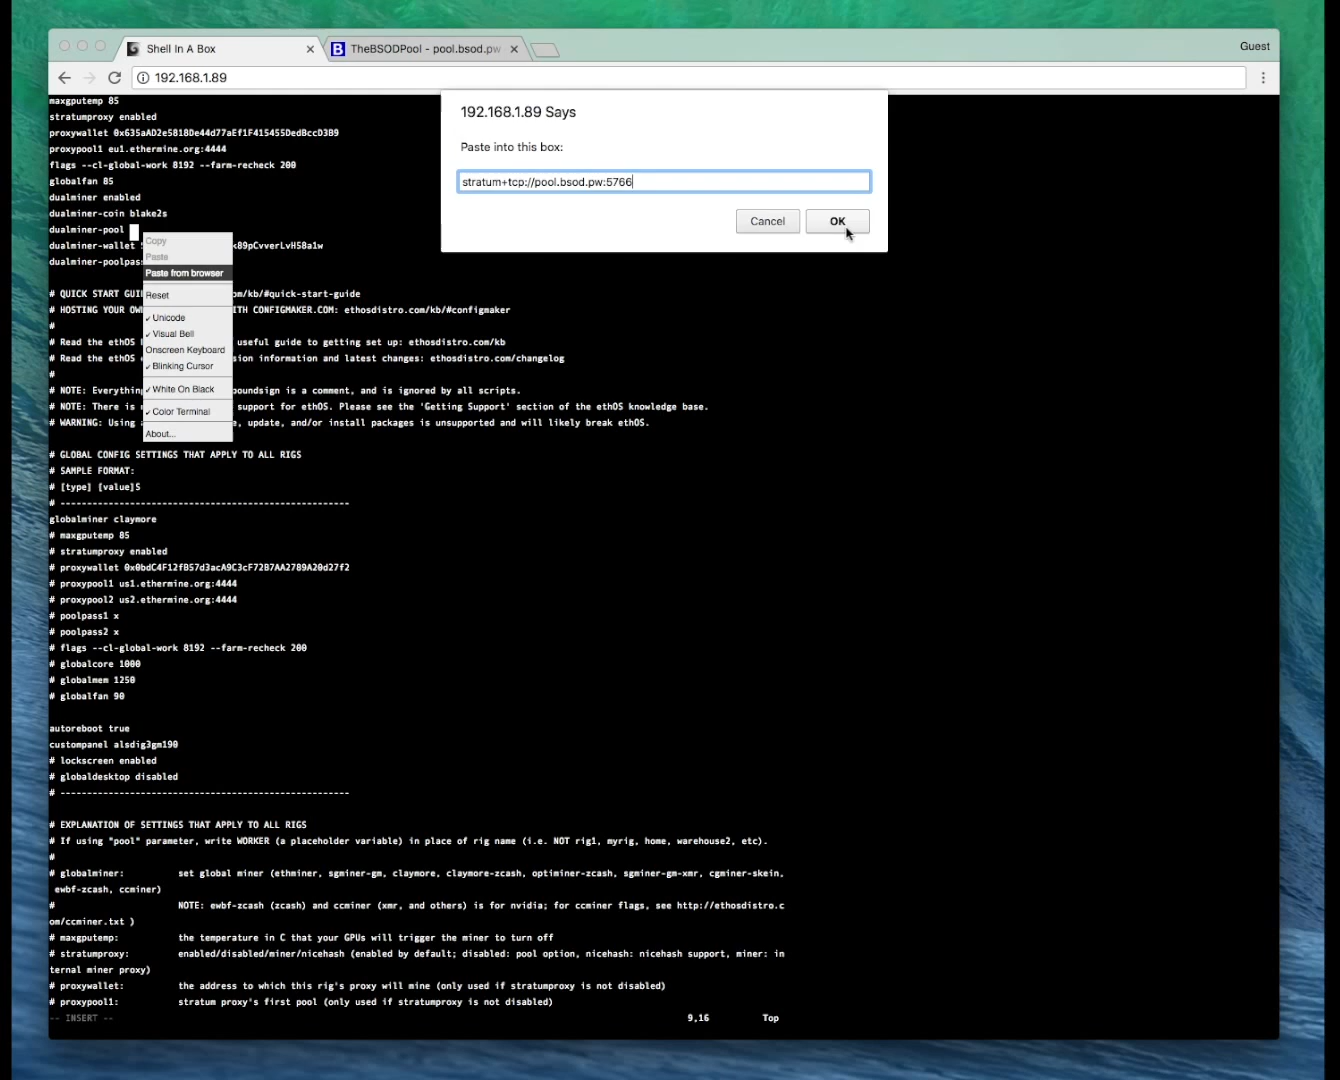 Shell In A Box
TheBSODPool - pool.bsod.pw
Guest
192.168.1.89
maxgputemp 85
stratumproxy enabled
proxywallet 0x635aAD2e5818De44d77aEf1F415455DedBccD3B9
proxypool1 eu1.ethermine.org:4444
flags --cl-global-work 8192 --farm-recheck 200
globalfan 85
dualminer enabled
dualminer-coin blake2s
dualminer-pool
dualminer-wallet k89pCvverLvH58a1w
dualminer-poolpas
192.168.1.89 Says
Paste into this box:
stratum+tcp://pool.bsod.pw:5766
Cancel
OK
Copy
Paste
Paste from browser
Reset
✓ Unicode
✓ Visual Bell
Onscreen Keyboard
✓ Blinking Cursor
✓ White On Black
✓ Color Terminal
About...
# QUICK START GUI om/kb/#quick-start-guide
# HOSTING YOUR OW ITH CONFIGMAKER.COM: ethosdistro.com/kb/#configmaker
#
# Read the ethOS useful guide to getting set up: ethosdistro.com/kb
# Read the ethOS sion information and latest changes: ethosdistro.com/changelog
#
# NOTE: Everythin poundsign is a comment, and is ignored by all scripts.
# NOTE: There is support for ethOS. Please see the 'Getting Support' section of the ethOS knowledge base.
# WARNING: Using e, update, and/or install packages is unsupported and will likely break ethOS.
# GLOBAL CONFIG SETTINGS THAT APPLY TO ALL RIGS
# SAMPLE FORMAT:
# [type] [value]S
# -------------------------------------------------------
globalminer claymore
# maxgputemp 85
# stratumproxy enabled
# proxywallet 0x0bdC4F12fB57d3acA9C3cF72B7AA2789A20d27f2
# proxypool1 us1.ethermine.org:4444
# proxypool2 us2.ethermine.org:4444
# poolpass1 x
# poolpass2 x
# flags --cl-global-work 8192 --farm-recheck 200
# globalcore 1000
# globalmem 1250
# globalfan 90
autoreboot true
custompanel alsdig3gm190
# lockscreen enabled
# globaldesktop disabled
# -------------------------------------------------------
# EXPLANATION OF SETTINGS THAT APPLY TO ALL RIGS
# If using "pool" parameter, write WORKER (a placeholder variable) in place of rig name (i.e. NOT rig1, myrig, home, warehouse2, etc).
#
# globalminer: set global miner (ethminer, sgminer-gm, claymore, claymore-zcash, optiminer-zcash, sgminer-gm-xmr, cgminer-skein,
ewbf-zcash, ccminer)
# NOTE: ewbf-zcash (zcash) and ccminer (xmr, and others) is for nvidia; for ccminer flags, see http://ethosdistro.c
om/ccminer.txt )
# maxgputemp: the temperature in C that your GPUs will trigger the miner to turn off
# stratumproxy: enabled/disabled/miner/nicehash (enabled by default; disabled: pool option, nicehash: nicehash support, miner: in
ternal miner proxy)
# proxywallet: the address to which this rig's proxy will mine (only used if stratumproxy is not disabled)
# proxypool1: stratum proxy's first pool (only used if stratumproxy is not disabled)
-- INSERT -- 9,16 Top